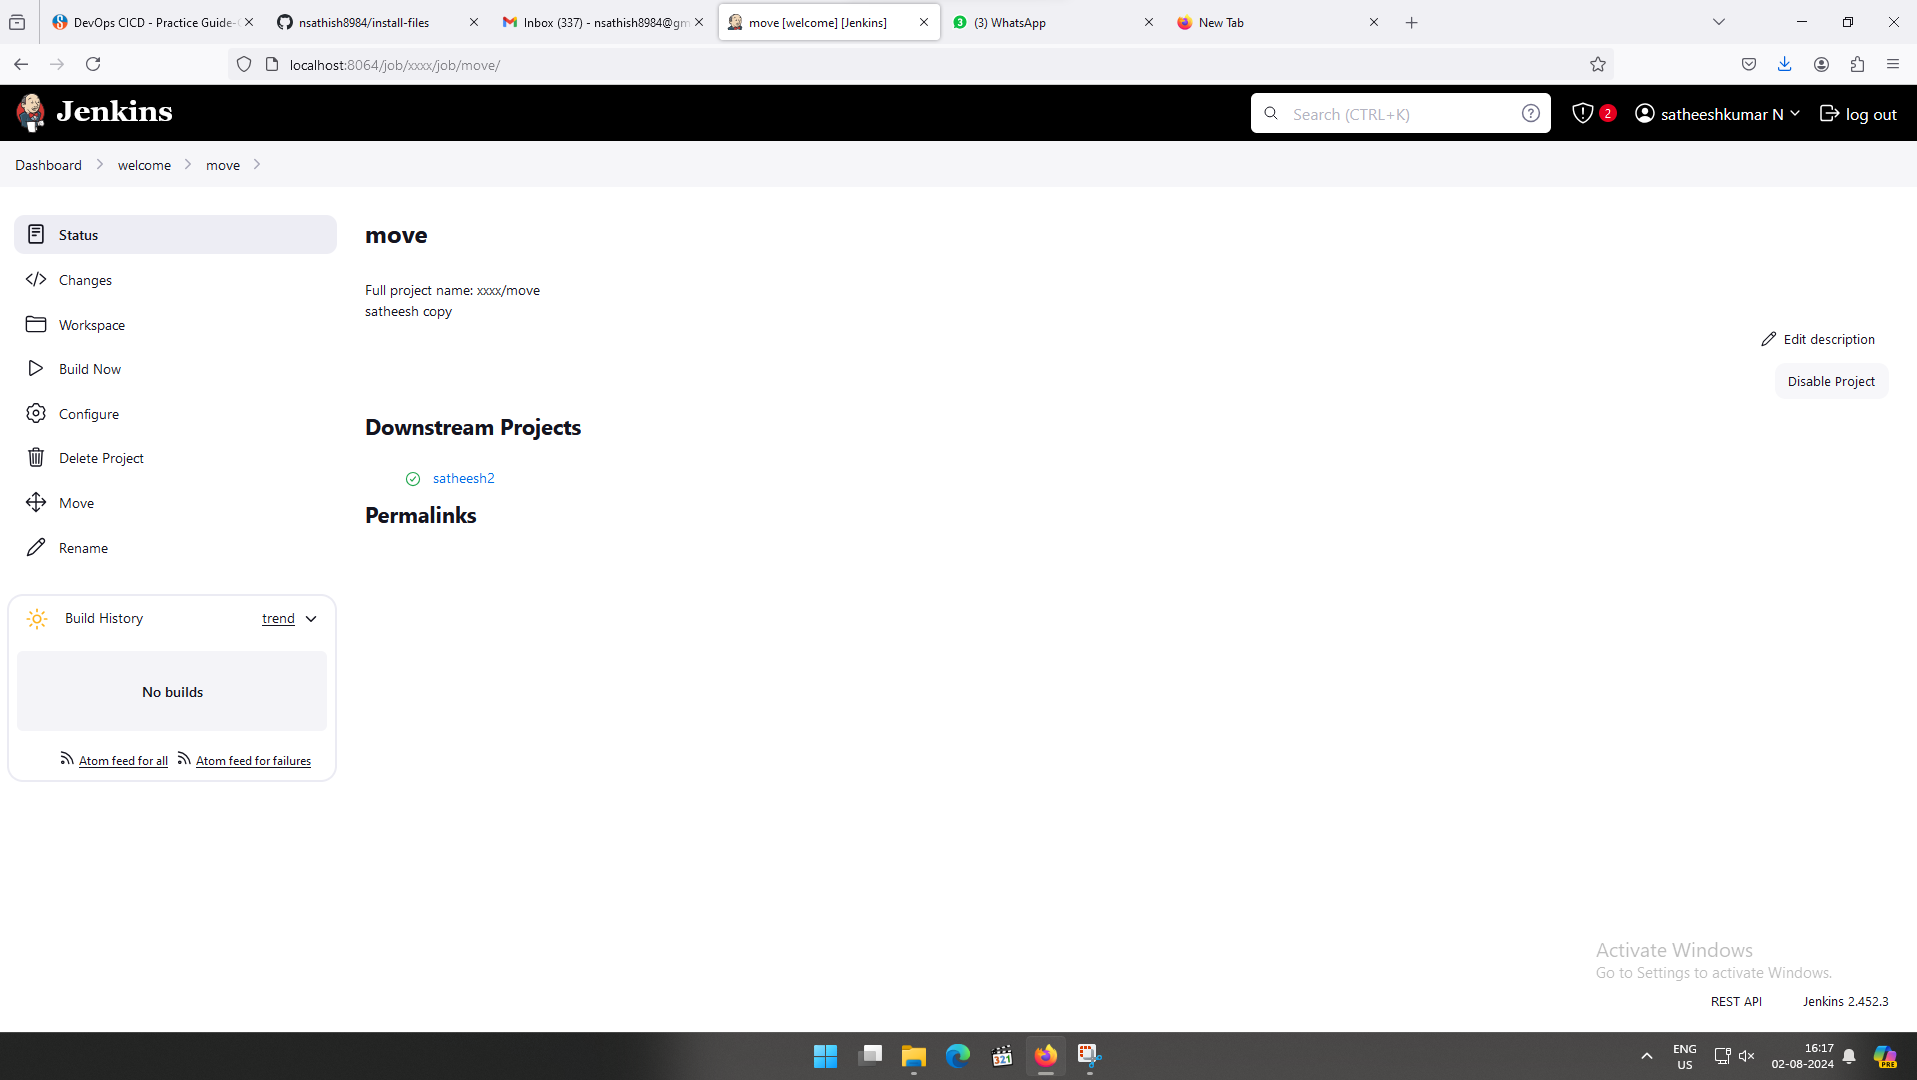 DevOps CICD - Practice Guide-
nsathish8984/install-files
Inbox (337) - nsathish8984@gm
move [welcome] [Jenkins]
3
(3) WhatsApp
New Tab
localhost:8064/job/xxxx/job/move/
Jenkins
Search (CTRL+K)
2
satheeshkumar N
log out
Dashboard
welcome
move
Status
Changes
Workspace
Build Now
Configure
Delete Project
Move
Rename
Build History
trend
No builds
Atom feed for all
Atom feed for failures
move
Full project name: xxxx/move
satheesh copy
Edit description
Disable Project
Downstream Projects
satheesh2
Permalinks
Activate Windows
Go to Settings to activate Windows.
REST API
Jenkins 2.452.3
321
ENG
US
16:17
02-08-2024
PRE